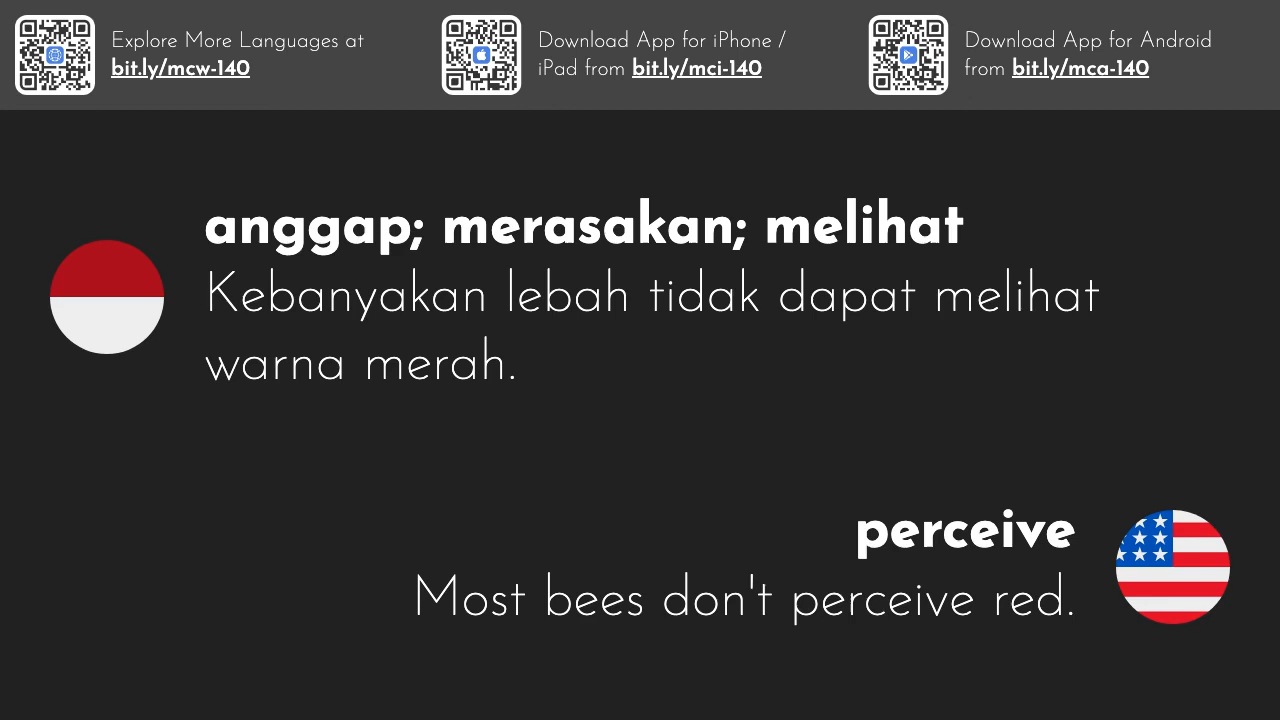 Explore More Languages at
bit.ly/mcw-140
Download App for iPhone /
iPad from bit.ly/mci-140
Download App for Android
from bit.ly/mca-140
anggap; merasakan; melihat
Kebanyakan lebah tidak dapat melihat
warna merah.
perceive
Most bees don't perceive red.